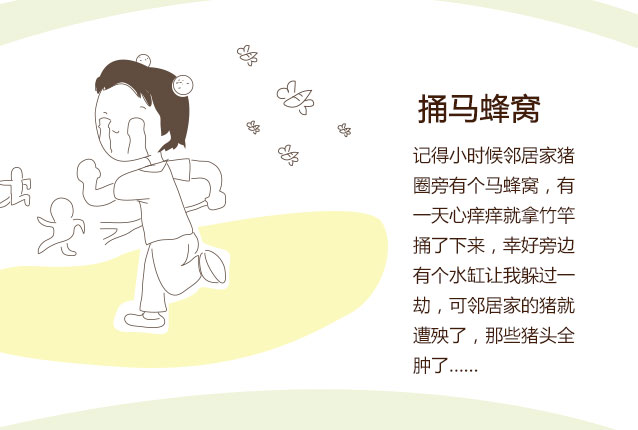 捅马蜂窝
记得小时候邻居家猪
圈旁有个马蜂窝，有
一天心痒痒就拿竹竿
捅了下来，幸好旁边
有个水缸让我躲过一
劫，可邻居家的猪就
遭殃了，那些猪头全
肿了……